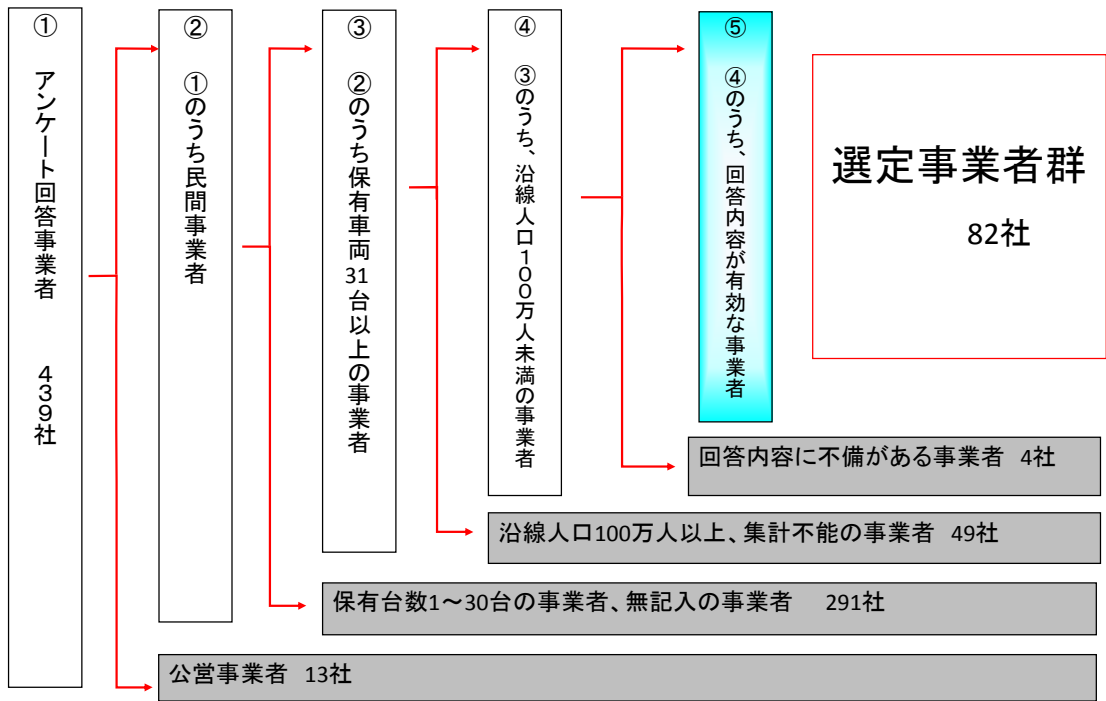 ① アンケート回答事業者 439社
② ①のうち民間事業者
③ ②のうち保有車両31台以上の事業者
④ ③のうち、沿線人口100万人未満の事業者
⑤ ④のうち、回答内容が有効な事業者
選定事業者群
82社
回答内容に不備がある事業者 4社
沿線人口100万人以上、集計不能の事業者 49社
保有台数1~30台の事業者、無記入の事業者 291社
公営事業者 13社